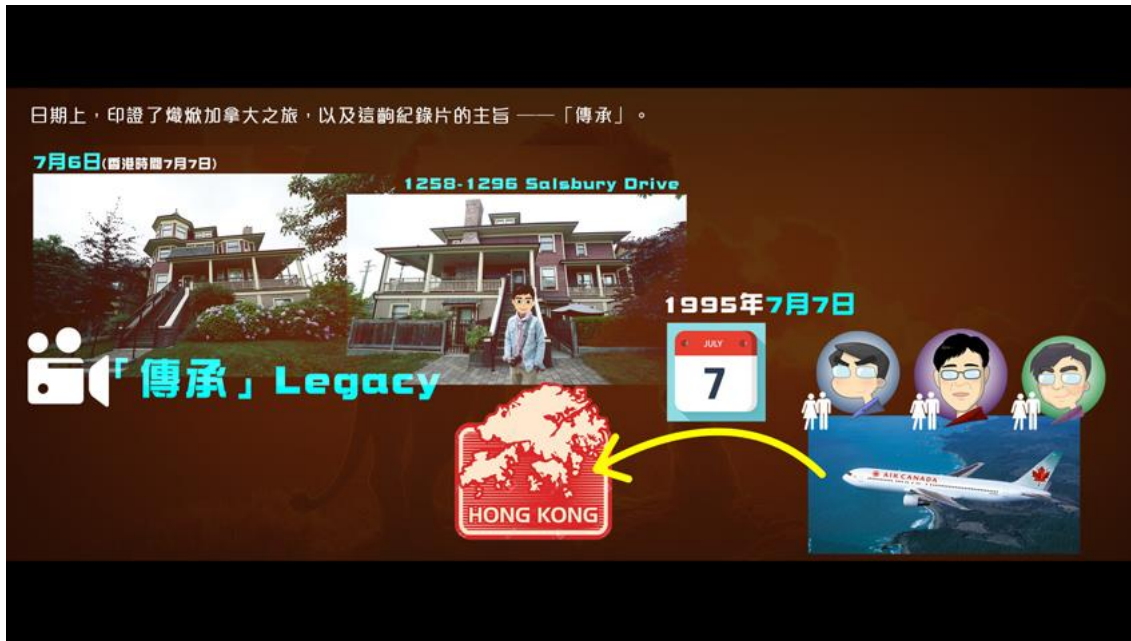 日期上，印證了熾焮加拿大之旅，以及這齣紀錄片的主旨 ——「傳承」。
7月6日(香港時間7月7日)
1258-1296 Salsbury Drive
1995年7月7日
JULY
7
「傳承」Legacy
HONG KONG
AIR CANADA